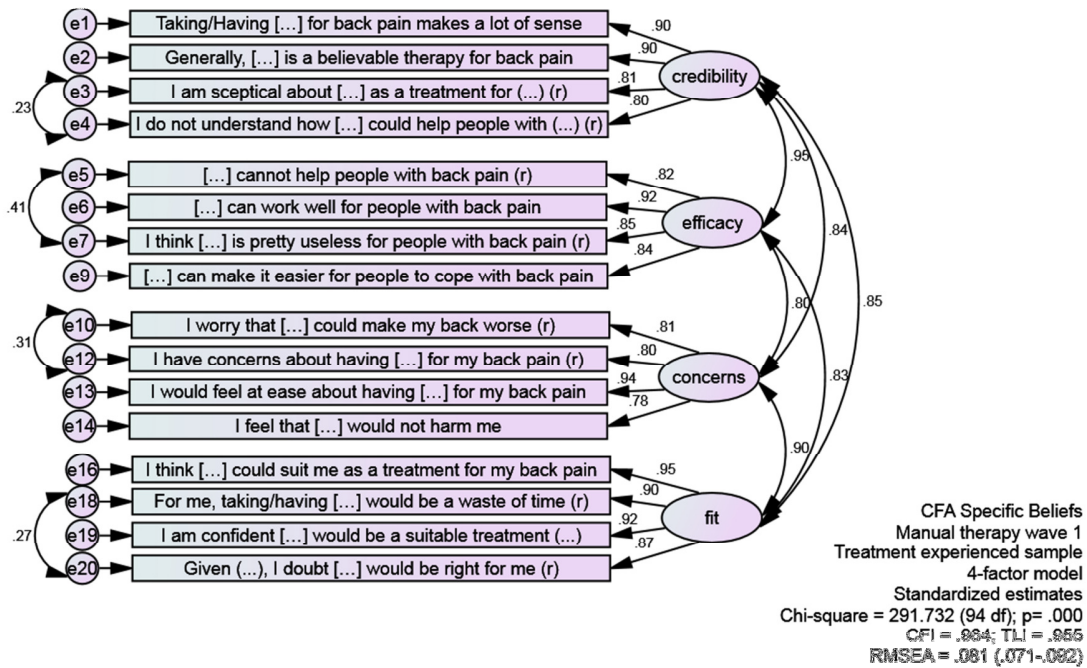 e1 Taking/Having [...] for back pain makes a lot of sense .90
e2 Generally, [...] is a believable therapy for back pain .90
credibility
e3 I am sceptical about [...] as a treatment for (...) (r) .81
.23
e4 I do not understand how [...] could help people with (...) (r) .80
.95
e5 [...] cannot help people with back pain (r) .82
.41
e6 [...] can work well for people with back pain .92
efficacy
.84
e7 I think [...] is pretty useless for people with back pain (r) .85
e9 [...] can make it easier for people to cope with back pain .84
.80
.85
e10 I worry that [...] could make my back worse (r) .81
.31
e12 I have concerns about having [...] for my back pain (r) .80
concerns
.83
e13 I would feel at ease about having [...] for my back pain .94
e14 I feel that [...] would not harm me .78
.90
e16 I think [...] could suit me as a treatment for my back pain .95
e18 For me, taking/having [...] would be a waste of time (r) .90
fit
.27
e19 I am confident [...] would be a suitable treatment (...) .92
e20 Given (...), I doubt [...] would be right for me (r) .87
CFA Specific Beliefs
Manual therapy wave 1
Treatment experienced sample
4-factor model
Standardized estimates
Chi-square = 291.732 (94 df); p= .000
CFI = .964; TLI = .955
RMSEA = .081 (.071-.092)